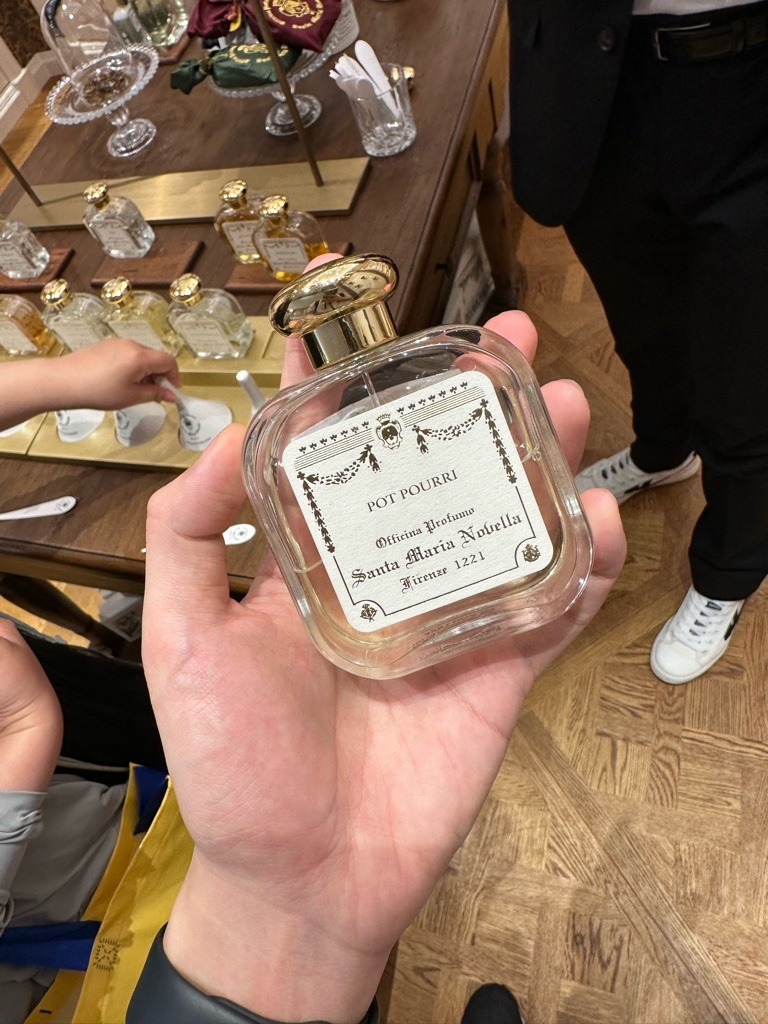 POT POURRI
Officina Profumo
Santa Maria Novella
Firenze 1221